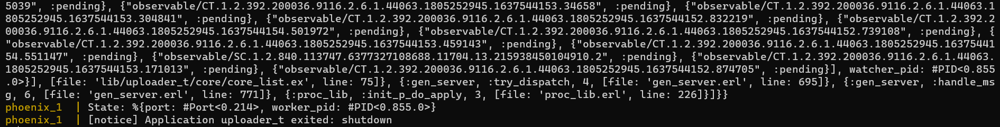 5039", :pending}, {"observable/CT.1.2.392.200036.9116.2.6.1.44063.1805252945.1637544153.34658", :pending}, {"observable/CT.1.2.392.200036.9116.2.6.1.44063.1
805252945.1637544153.304841", :pending}, {"observable/CT.1.2.392.200036.9116.2.6.1.44063.1805252945.1637544152.832219", :pending}, {"observable/CT.1.2.392.2
00036.9116.2.6.1.44063.1805252945.1637544154.501972", :pending}, {"observable/CT.1.2.392.200036.9116.2.6.1.44063.1805252945.1637544152.739108", :pending}, {
"observable/CT.1.2.392.200036.9116.2.6.1.44063.1805252945.1637544153.459143", :pending}, {"observable/CT.1.2.392.200036.9116.2.6.1.44063.1805252945.16375441
54.551147", :pending}, {"observable/SC.1.2.840.113747.6377327108688.11704.13.215938450104910.2", :pending}, {"observable/CT.1.2.392.200036.9116.2.6.1.44063.
1805252945.1637544153.171013", :pending}, {"observable/CT.1.2.392.200036.9116.2.6.1.44063.1805252945.1637544152.874705", :pending}], watcher_pid: #PID<0.855
.0>}], [file: 'lib/uploader_t/core/core_list.ex', line: 75]}, {:gen_server, :try_dispatch, 4, [file: 'gen_server.erl', line: 695]}, {:gen_server, :handle_ms
g, 6, [file: 'gen_server.erl', line: 771]}, {:proc_lib, :init_p_do_apply, 3, [file: 'proc_lib.erl', line: 226]}]}}
phoenix_1  | State: %{port: #Port<0.214>, worker_pid: #PID<0.855.0>}
phoenix_1  | [notice] Application uploader_t exited: shutdown